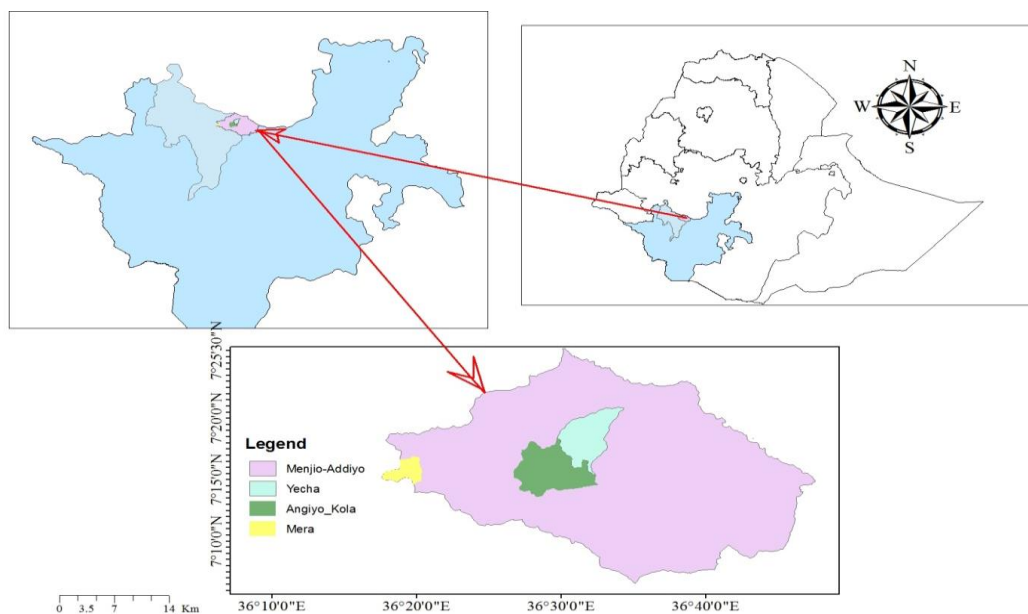 N
W E
S
Legend
Menjio-Addiyo
Yecha
Angiyo_Kola
Mera
7°25'30"N
7°20'0"N
7°15'0"N
7°10'0"N
36°10'0"E 36°20'0"E 36°30'0"E 36°40'0"E
0 3.5 7 14 Km